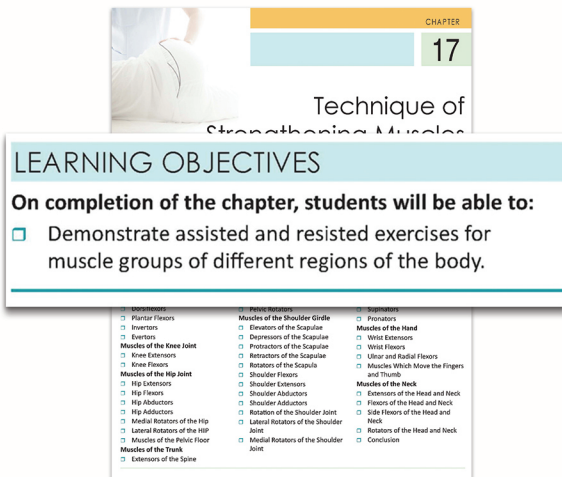 CHAPTER
17
Technique of
Strengthening Muscles
LEARNING OBJECTIVES
On completion of the chapter, students will be able to:
❒ Demonstrate assisted and resisted exercises for
muscle groups of different regions of the body.
❒ Dorsiflexors
❒ Plantar Flexors
❒ Invertors
❒ Evertors
Muscles of the Knee Joint
❒ Knee Extensors
❒ Knee Flexors
Muscles of the Hip Joint
❒ Hip Extensors
❒ Hip Flexors
❒ Hip Abductors
❒ Hip Adductors
❒ Medial Rotators of the Hip
❒ Lateral Rotators of the HIP
❒ Muscles of the Pelvic Floor
Muscles of the Trunk
❒ Extensors of the Spine
❒ Pelvic Rotators
Muscles of the Shoulder Girdle
❒ Elevators of the Scapulae
❒ Depressors of the Scapulae
❒ Protractors of the Scapulae
❒ Retractors of the Scapulae
❒ Rotators of the Scapula
❒ Shoulder Flexors
❒ Shoulder Extensors
❒ Shoulder Abductors
❒ Shoulder Adductors
❒ Rotation of the Shoulder Joint
❒ Lateral Rotators of the Shoulder
Joint
❒ Medial Rotators of the Shoulder
Joint
❒ Supinators
❒ Pronators
Muscles of the Hand
❒ Wrist Extensors
❒ Wrist Flexors
❒ Ulnar and Radial Flexors
❒ Muscles Which Move the Fingers
and Thumb
Muscles of the Neck
❒ Extensors of the Head and Neck
❒ Flexors of the Head and Neck
❒ Side Flexors of the Head and
Neck
❒ Rotators of the Head and Neck
❒ Conclusion